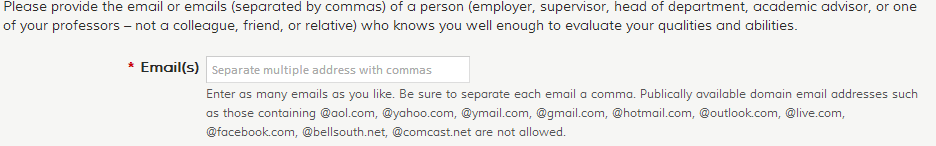 Please provide the email or emails (separated by commas) of a person (employer, supervisor, head of department, academic advisor, or one
of your professors – not a colleague, friend, or relative) who knows you well enough to evaluate your qualities and abilities.
* Email(s) Separate multiple address with commas
Enter as many emails as you like. Be sure to separate each email a comma. Publically available domain email addresses such
as those containing @aol.com, @yahoo.com, @ymail.com, @gmail.com, @hotmail.com, @outlook.com, @live.com,
@facebook.com, @bellsouth.net, @comcast.net are not allowed.